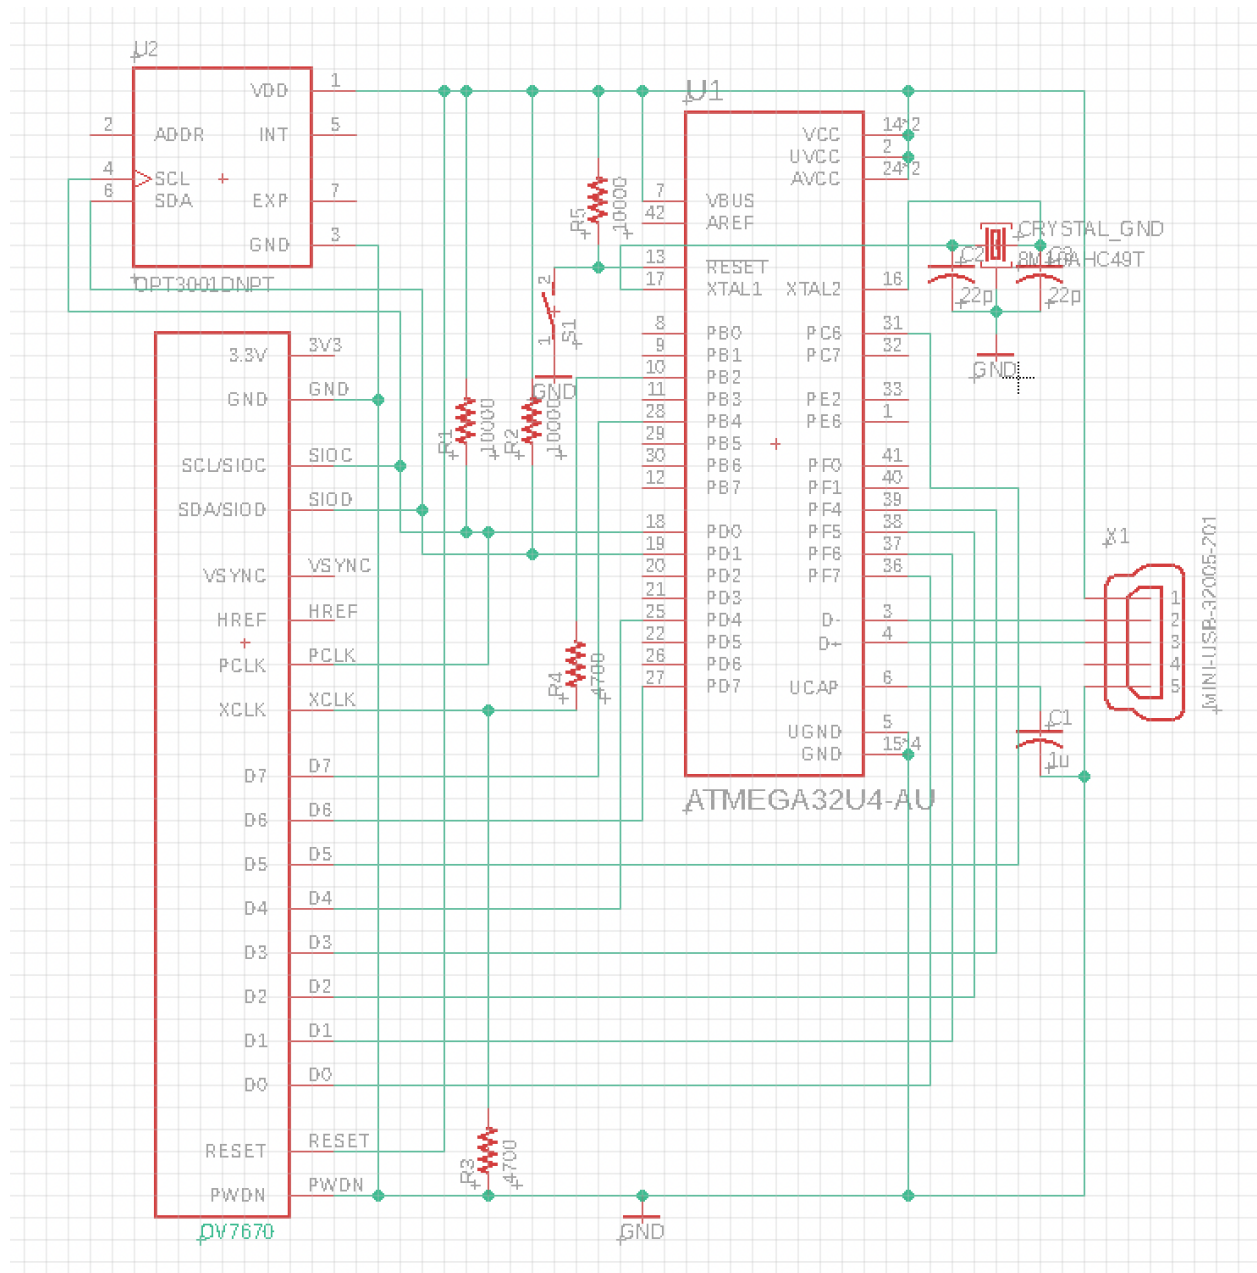 U2
VDD 1
2 ADDR INT 5
4 SCL
6 SDA EXP 7
GND 3
OPT3001DNPT
U1
VCC 14*2
UVCC 2
AVCC 24*2
7 VBUS
42 AREF
13 RESET
17 XTAL1 XTAL2 16
8 PB0 PC6 31
9 PB1 PC7 32
10 PB2
11 PB3 PE2 33
28 PB4 PE6 1
29 PB5
30 PB6 PF0 41
12 PB7 PF1 40
PF4 39
18 PD0 PF5 38
19 PD1 PF6 37
20 PD2 PF7 36
21 PD3
25 PD4 D- 3
22 PD5 D+ 4
26 PD6
27 PD7 UCAP 6
UGND 5
GND 15*4
ATMEGA32U4-AU
R5
10000
2
1
S1
GND
R1
10000
R2
10000
R4
4700
CRYSTAL_GND
C2
22p
22p
GND
X1
1
2
3
4
5
MINI-USB-32005-201
C1
1u
3.3V 3V3
GND GND
SCL/SIOC SIOC
SDA/SIOD SIOD
VSYNC VSYNC
HREF HREF
PCLK PCLK
XCLK XCLK
D7 D7
D6 D6
D5 D5
D4 D4
D3 D3
D2 D2
D1 D1
D0 D0
RESET RESET
PWDN PWDN
OV7670
R3
4700
GND